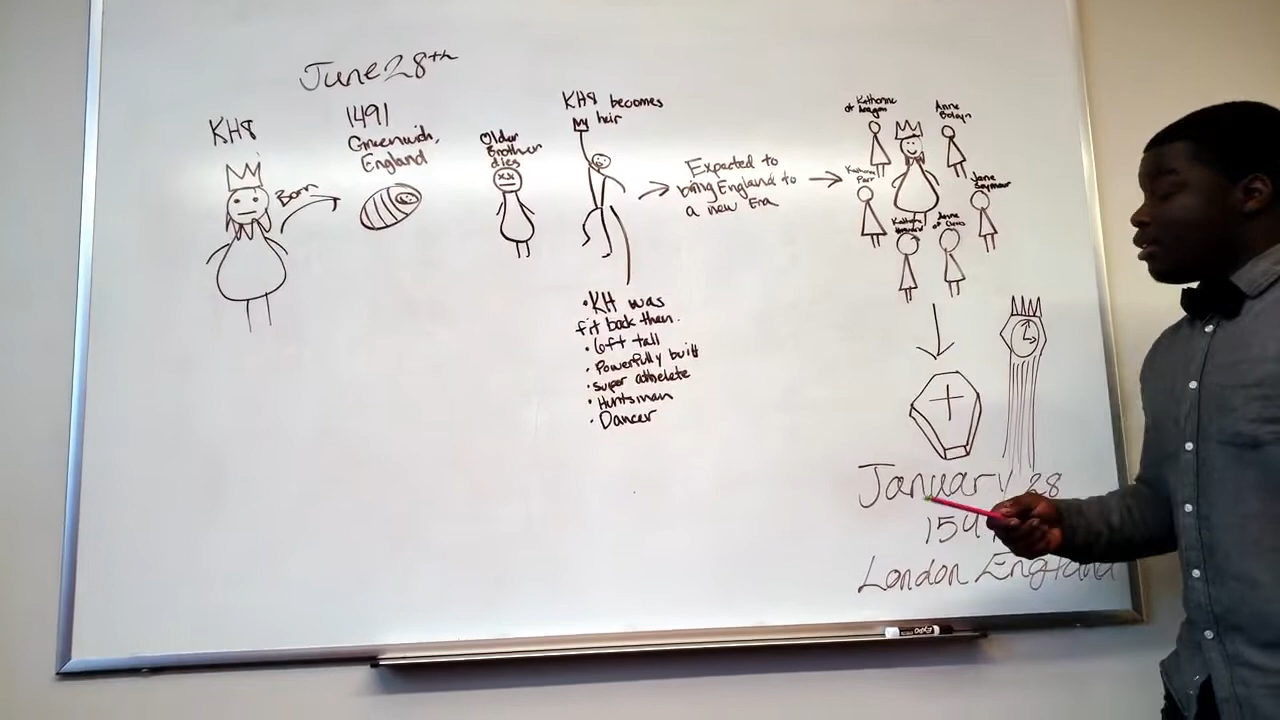 June 28th
KH8
1491
Greenwich,
England
Born
Older
Brother
dies
KH8 becomes
heir
Expected to
bring England to
a new Era
• KH was
fit back then.
• 6ft tall
• Powerfully built
• super athelete
• Huntsman
• Dancer
Katherine
of Aragon
Anne
Boleyn
Katherine
Parr
Jane
Seymour
Anne
of Cleves
January 28
154
London England
EXPO